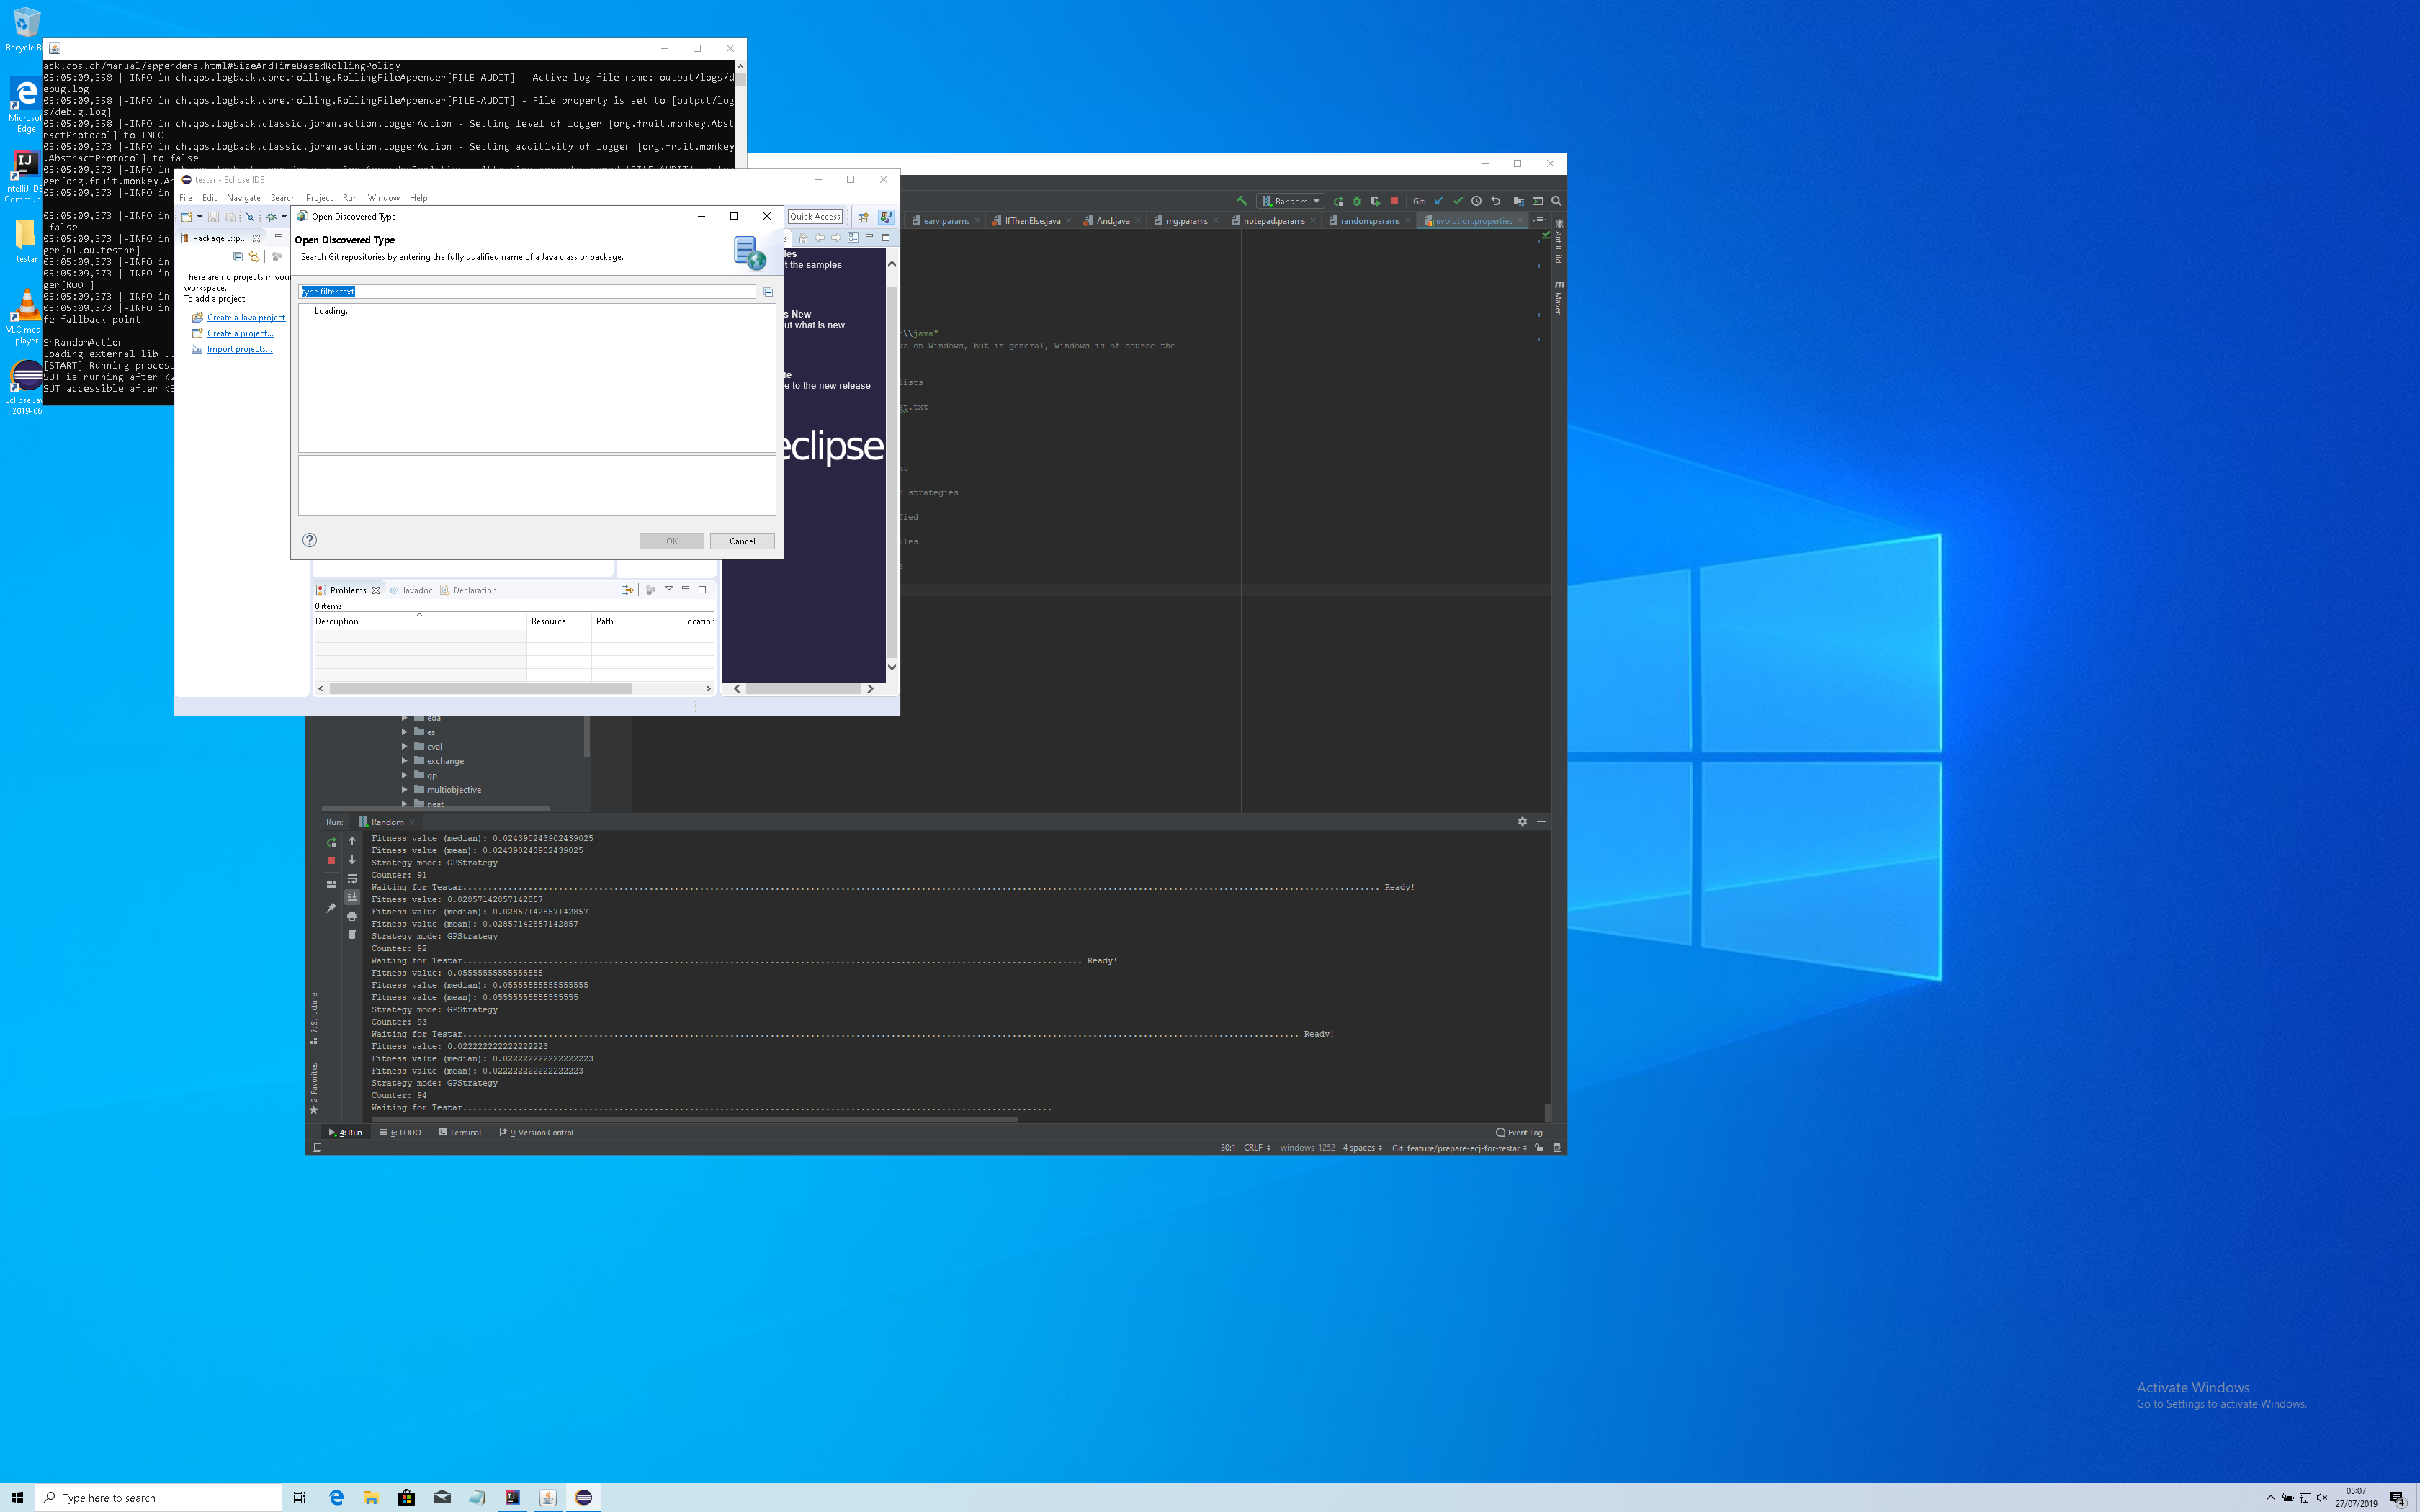 Recycle B
Microsof
Edge
IntelliJ IDE
Commun
testar
VLC medi
player
Eclipse Jav
2019-06
ack.qos.ch/manual/appenders.html#SizeAndTimeBasedRollingPolicy
05:05:09,358 |-INFO in ch.qos.logback.core.rolling.RollingFileAppender[FILE-AUDIT] - Active log file name: output/logs/d
ebug.log
05:05:09,358 |-INFO in ch.qos.logback.core.rolling.RollingFileAppender[FILE-AUDIT] - File property is set to [output/log
s/debug.log]
05:05:09,358 |-INFO in ch.qos.logback.classic.joran.action.LoggerAction - Setting level of logger [org.fruit.monkey.Abst
ractProtocol] to INFO
05:05:09,373 |-INFO in ch.qos.logback.classic.joran.action.LoggerAction - Setting additivity of logger [org.fruit.monkey
.AbstractProtocol] to false
05:05:09,373 |-INFO in
ger[org.fruit.monkey.Ab
05:05:09,373 |-INFO in
05:05:09,373 |-INFO in
false
05:05:09,373 |-INFO in
ger[nl.ou.testar]
05:05:09,373 |-INFO in
05:05:09,373 |-INFO in
ger[ROOT]
05:05:09,373 |-INFO in
05:05:09,373 |-INFO in
fe fallback point
SnRandomAction
Loading external lib ..
[START] Running process
SUT is running after <2
SUT accessible after <3
testar - Eclipse IDE
File Edit Navigate Search Project Run Window Help
Quick Access
Package Exp...
There are no projects in you
workspace.
To add a project:
Create a Java project
Create a project...
Import projects...
Open Discovered Type
Open Discovered Type
Search Git repositories by entering the fully qualified name of a Java class or package.
type filter text
Loading...
OK
Cancel
les
t the samples
s New
ut what is new
te
e to the new release
eclipse
Problems Javadoc Declaration
0 items
Description Resource Path Location
Random Git:
earv.params IfThenElse.java And.java mg.params notepad.params random.params evolution.properties
Ant Build
Maven
\\java"
ks on Windows, but in general, Windows is of course the
lists
t.txt
xt
d strategies
fied
iles
e
eda
es
eval
exchange
gp
multiobjective
neat
Run: Random
Fitness value (median): 0.024390243902439025
Fitness value (mean): 0.024390243902439025
Strategy mode: GPStrategy
Counter: 91
Waiting for Testar................ Ready!
Fitness value: 0.02857142857142857
Fitness value (median): 0.02857142857142857
Fitness value (mean): 0.02857142857142857
Strategy mode: GPStrategy
Counter: 92
Waiting for Testar................ Ready!
Fitness value: 0.05555555555555555
Fitness value (median): 0.05555555555555555
Fitness value (mean): 0.05555555555555555
Strategy mode: GPStrategy
Counter: 93
Waiting for Testar................ Ready!
Fitness value: 0.022222222222222223
Fitness value (median): 0.022222222222222223
Fitness value (mean): 0.022222222222222223
Strategy mode: GPStrategy
Counter: 94
Waiting for Testar................
7: Structure
2: Favorites
4: Run 6: TODO Terminal 9: Version Control
Event Log
30:1 CRLF windows-1252 4 spaces Git: feature/prepare-ecj-for-testar
Activate Windows
Go to Settings to activate Windows.
Type here to search
05:07
27/07/2019
4